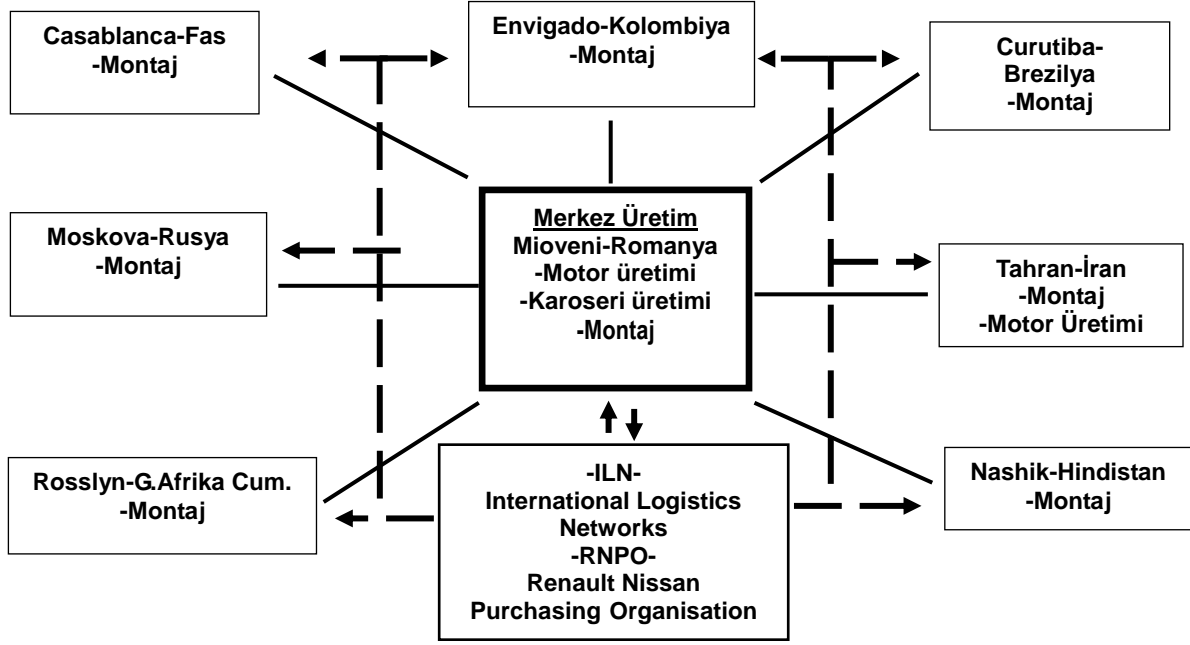 Casablanca-Fas
-Montaj
Envigado-Kolombiya
-Montaj
Curutiba-
Brezilya
-Montaj
Moskova-Rusya
-Montaj
Merkez Üretim
Mioveni-Romanya
-Motor üretimi
-Karoseri üretimi
-Montaj
Tahran-İran
-Montaj
-Motor Üretimi
Rosslyn-G.Afrika Cum.
-Montaj
-ILN-
International Logistics
Networks
-RNPO-
Renault Nissan
Purchasing Organisation
Nashik-Hindistan
-Montaj